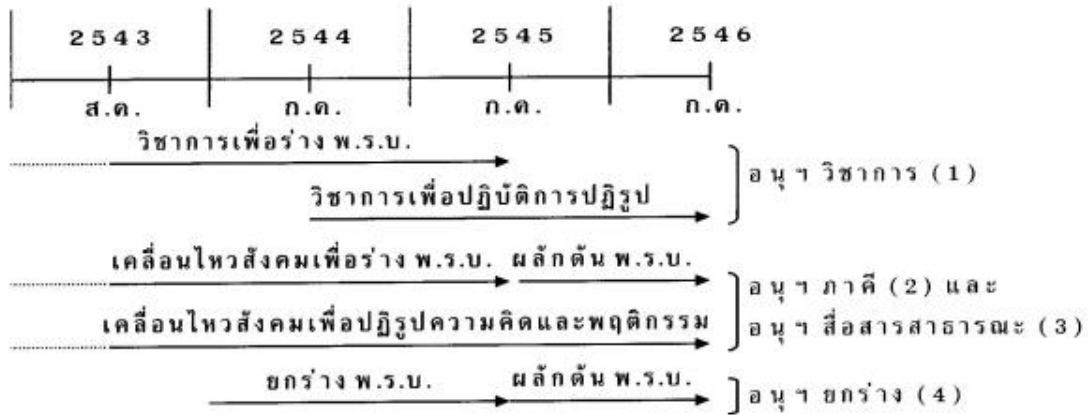 2543 2544 2545 2546
ส.ค. ก.ค. ก.ค. ก.ค.
วิชาการเพื่อร่าง พ.ร.บ.
อนุฯ วิชาการ (1)
วิชาการเพื่อปฏิบัติการปฏิรูป
เคลื่อนไหวสังคมเพื่อร่าง พ.ร.บ. ผลักดัน พ.ร.บ.
อนุฯ ภาคี (2) และ
เคลื่อนไหวสังคมเพื่อปฏิรูปความคิดและพฤติกรรม
อนุฯ สื่อสารสาธารณะ (3)
ยกร่าง พ.ร.บ. ผลักดัน พ.ร.บ.
อนุฯ ยกร่าง (4)